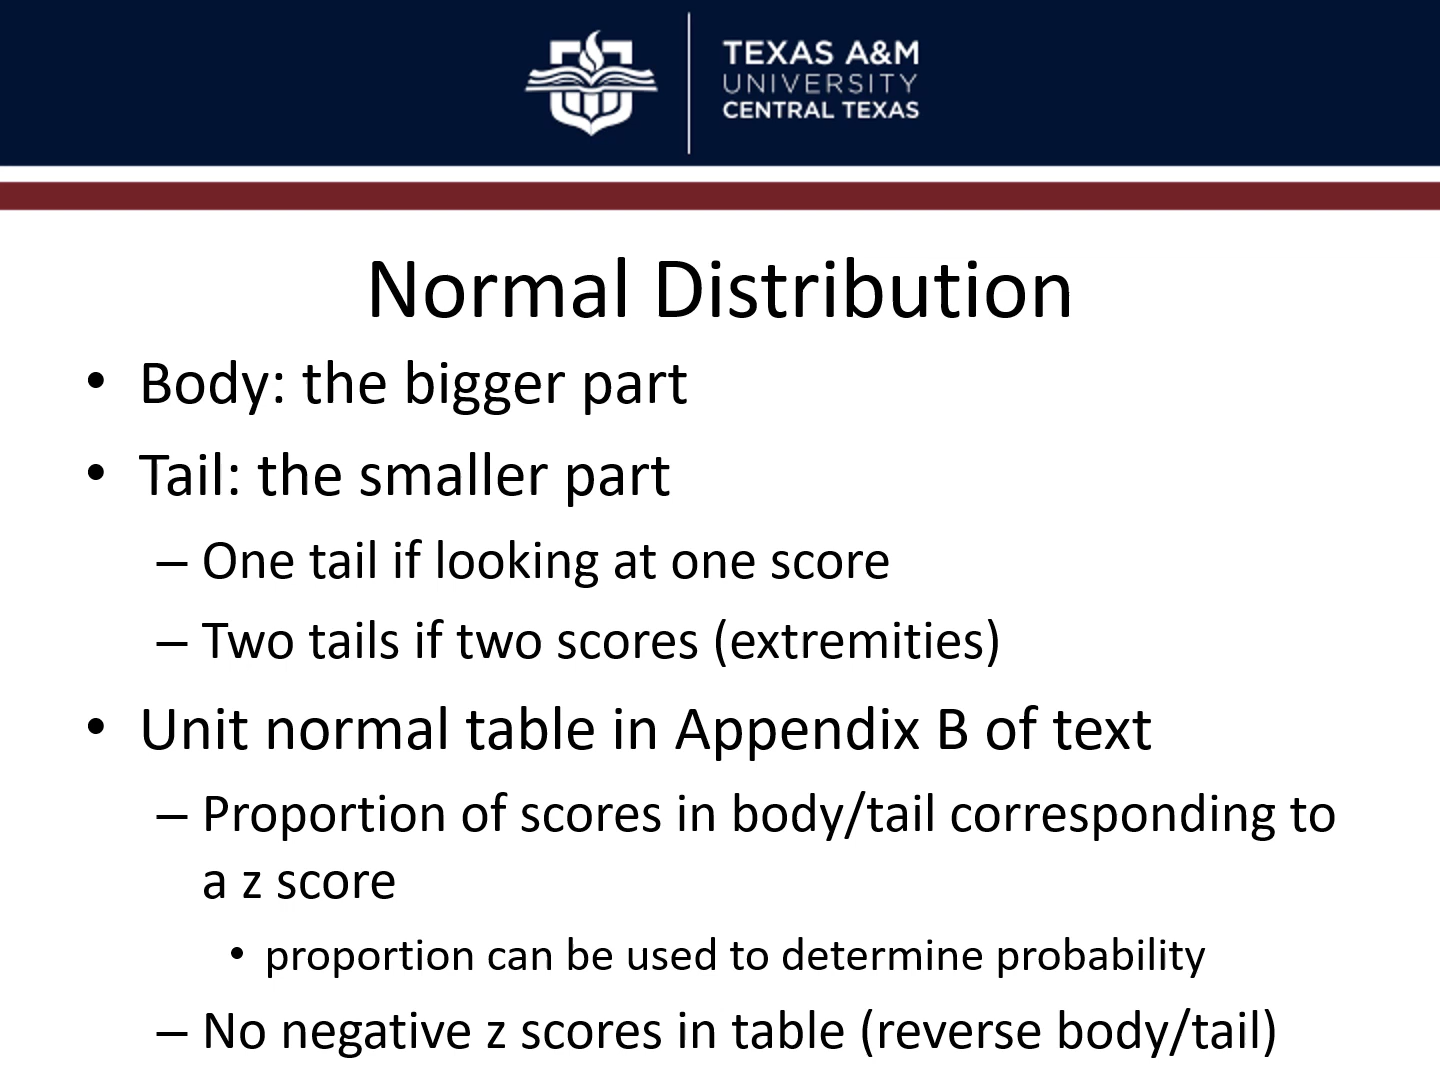 TEXAS A&M
UNIVERSITY
CENTRAL TEXAS
Normal Distribution
• Body: the bigger part
• Tail: the smaller part
– One tail if looking at one score
– Two tails if two scores (extremities)
• Unit normal table in Appendix B of text
– Proportion of scores in body/tail corresponding to
a z score
• proportion can be used to determine probability
– No negative z scores in table (reverse body/tail)